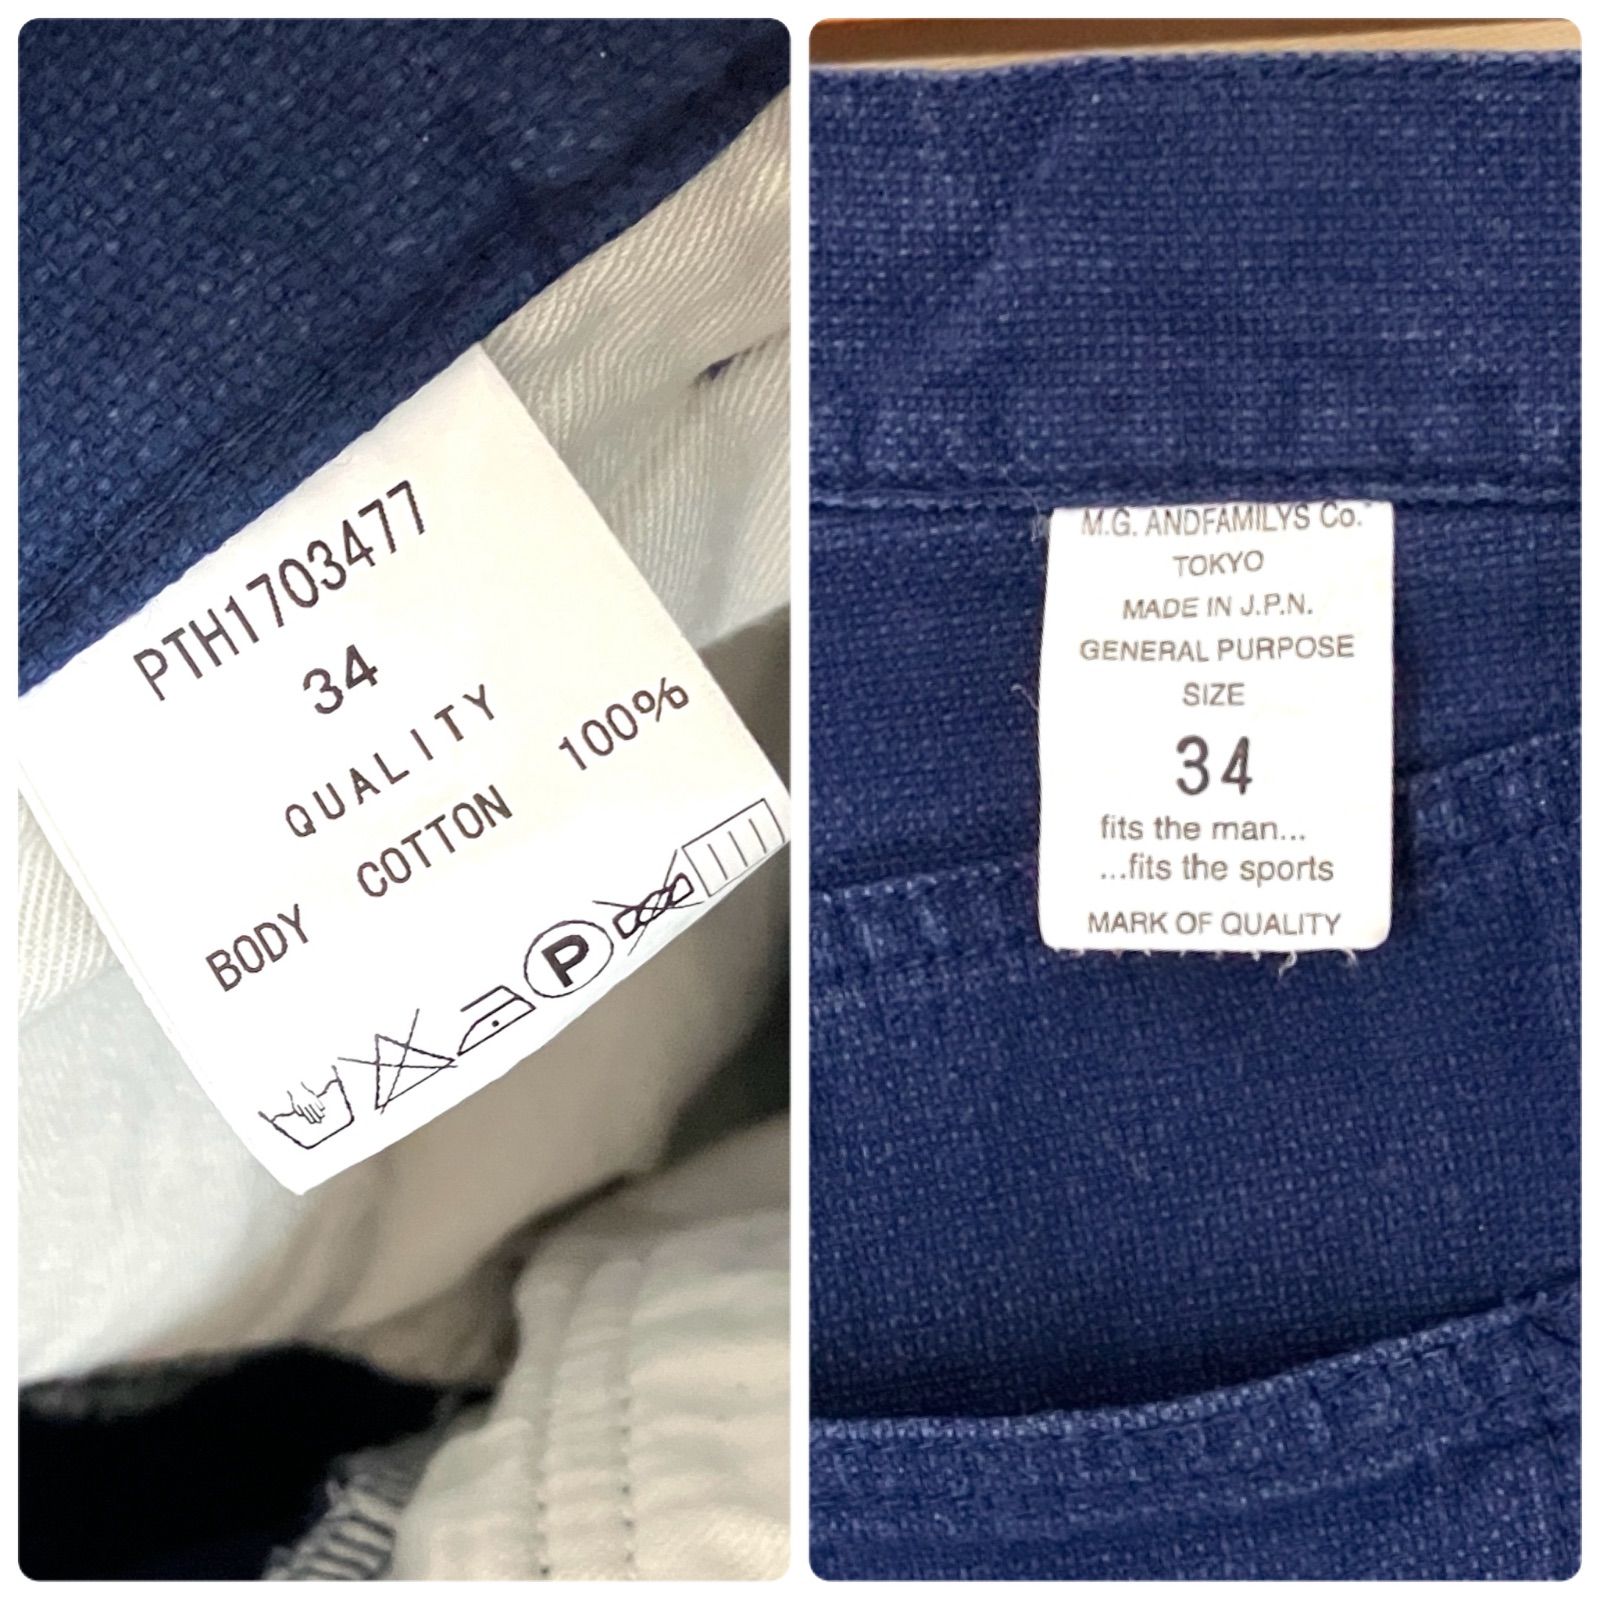 PTH1703477
34
QUALITY
BODY COTTON 100%
P
M.G. ANDFAMILYS Co.
TOKYO
MADE IN J.P.N.
GENERAL PURPOSE
SIZE
34
fits the man...
...fits the sports
MARK OF QUALITY